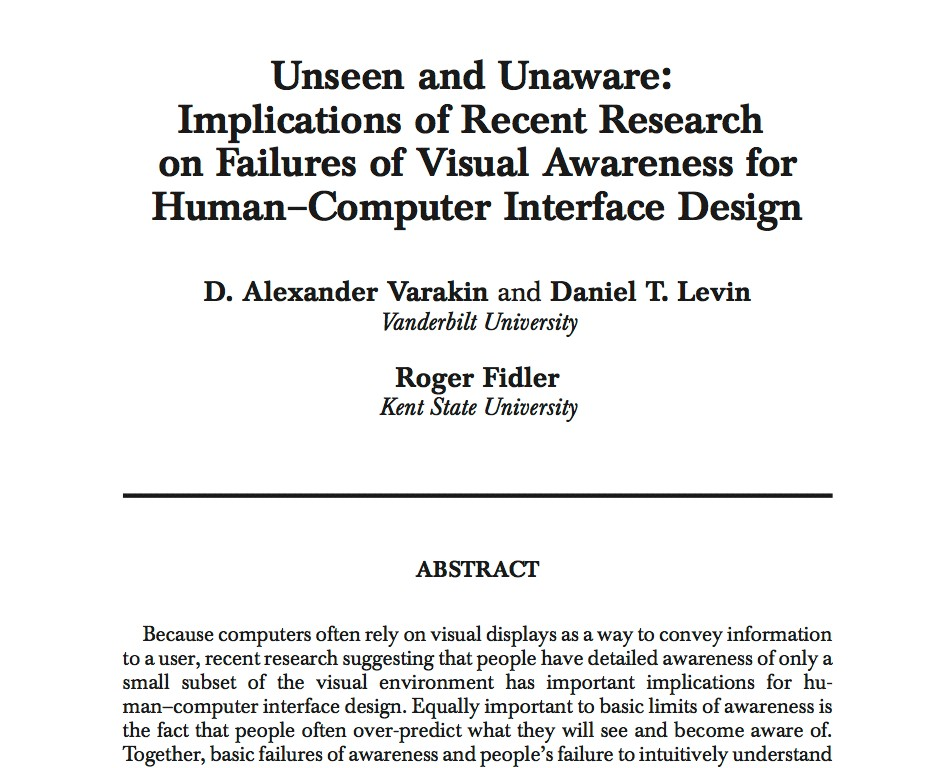 Unseen and Unaware:
Implications of Recent Research
on Failures of Visual Awareness for
Human–Computer Interface Design
D. Alexander Varakin and Daniel T. Levin
Vanderbilt University
Roger Fidler
Kent State University
ABSTRACT
Because computers often rely on visual displays as a way to convey information
to a user, recent research suggesting that people have detailed awareness of only a
small subset of the visual environment has important implications for hu-
man–computer interface design. Equally important to basic limits of awareness is
the fact that people often over-predict what they will see and become aware of.
Together, basic failures of awareness and people’s failure to intuitively understand